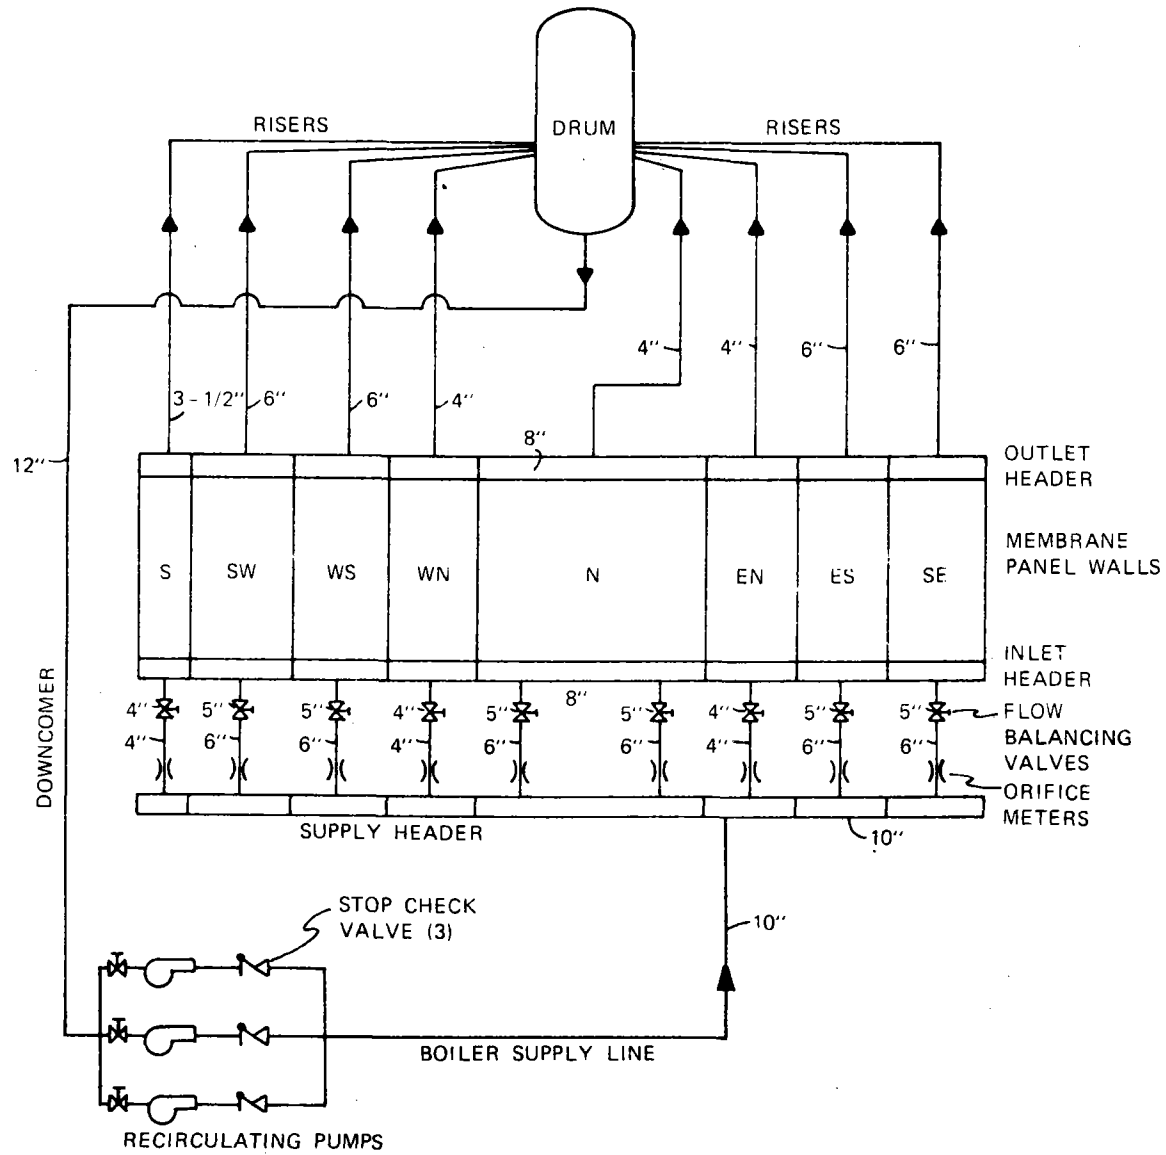 RISERS
DRUM
RISERS
4"
4"
6"
6"
3-1/2"
6"
6"
4"
8"
12"
OUTLET
HEADER
MEMBRANE
PANEL WALLS
S
SW
WS
WN
N
EN
ES
SE
INLET
HEADER
8"
4"
5"
5"
4"
5"
5"
4"
5"
5"
FLOW
BALANCING
VALVES
4"
6"
6"
4"
6"
6"
4"
6"
6"
ORIFICE
METERS
DOWNCOMER
SUPPLY HEADER
10"
STOP CHECK
VALVE (3)
10"
BOILER SUPPLY LINE
RECIRCULATING PUMPS